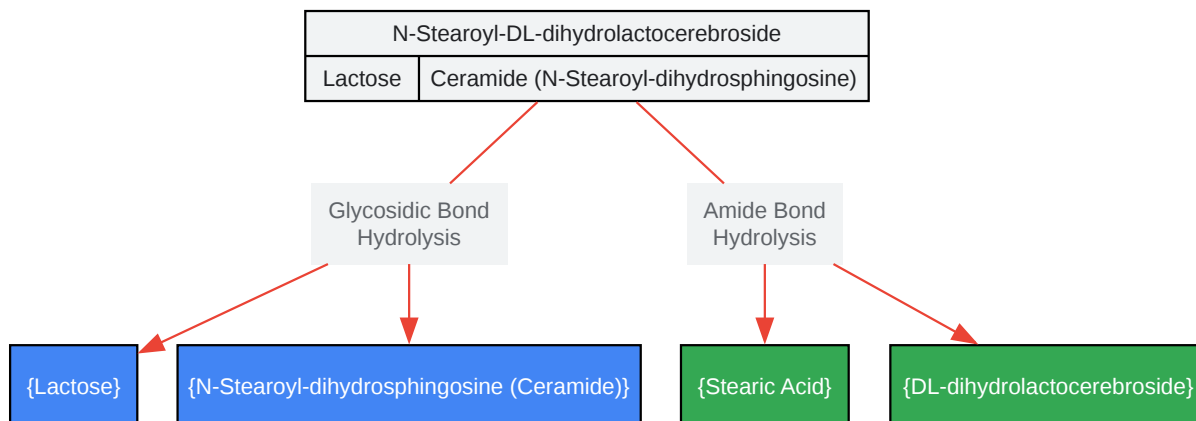 N-Stearoyl-DL-dihydrolactocerebroside
Lactose
Ceramide (N-Stearoyl-dihydrosphingosine)
Glycosidic Bond
Hydrolysis
Amide Bond
Hydrolysis
{Lactose}
{N-Stearoyl-dihydrosphingosine (Ceramide)}
{Stearic Acid}
{DL-dihydrolactocerebroside}